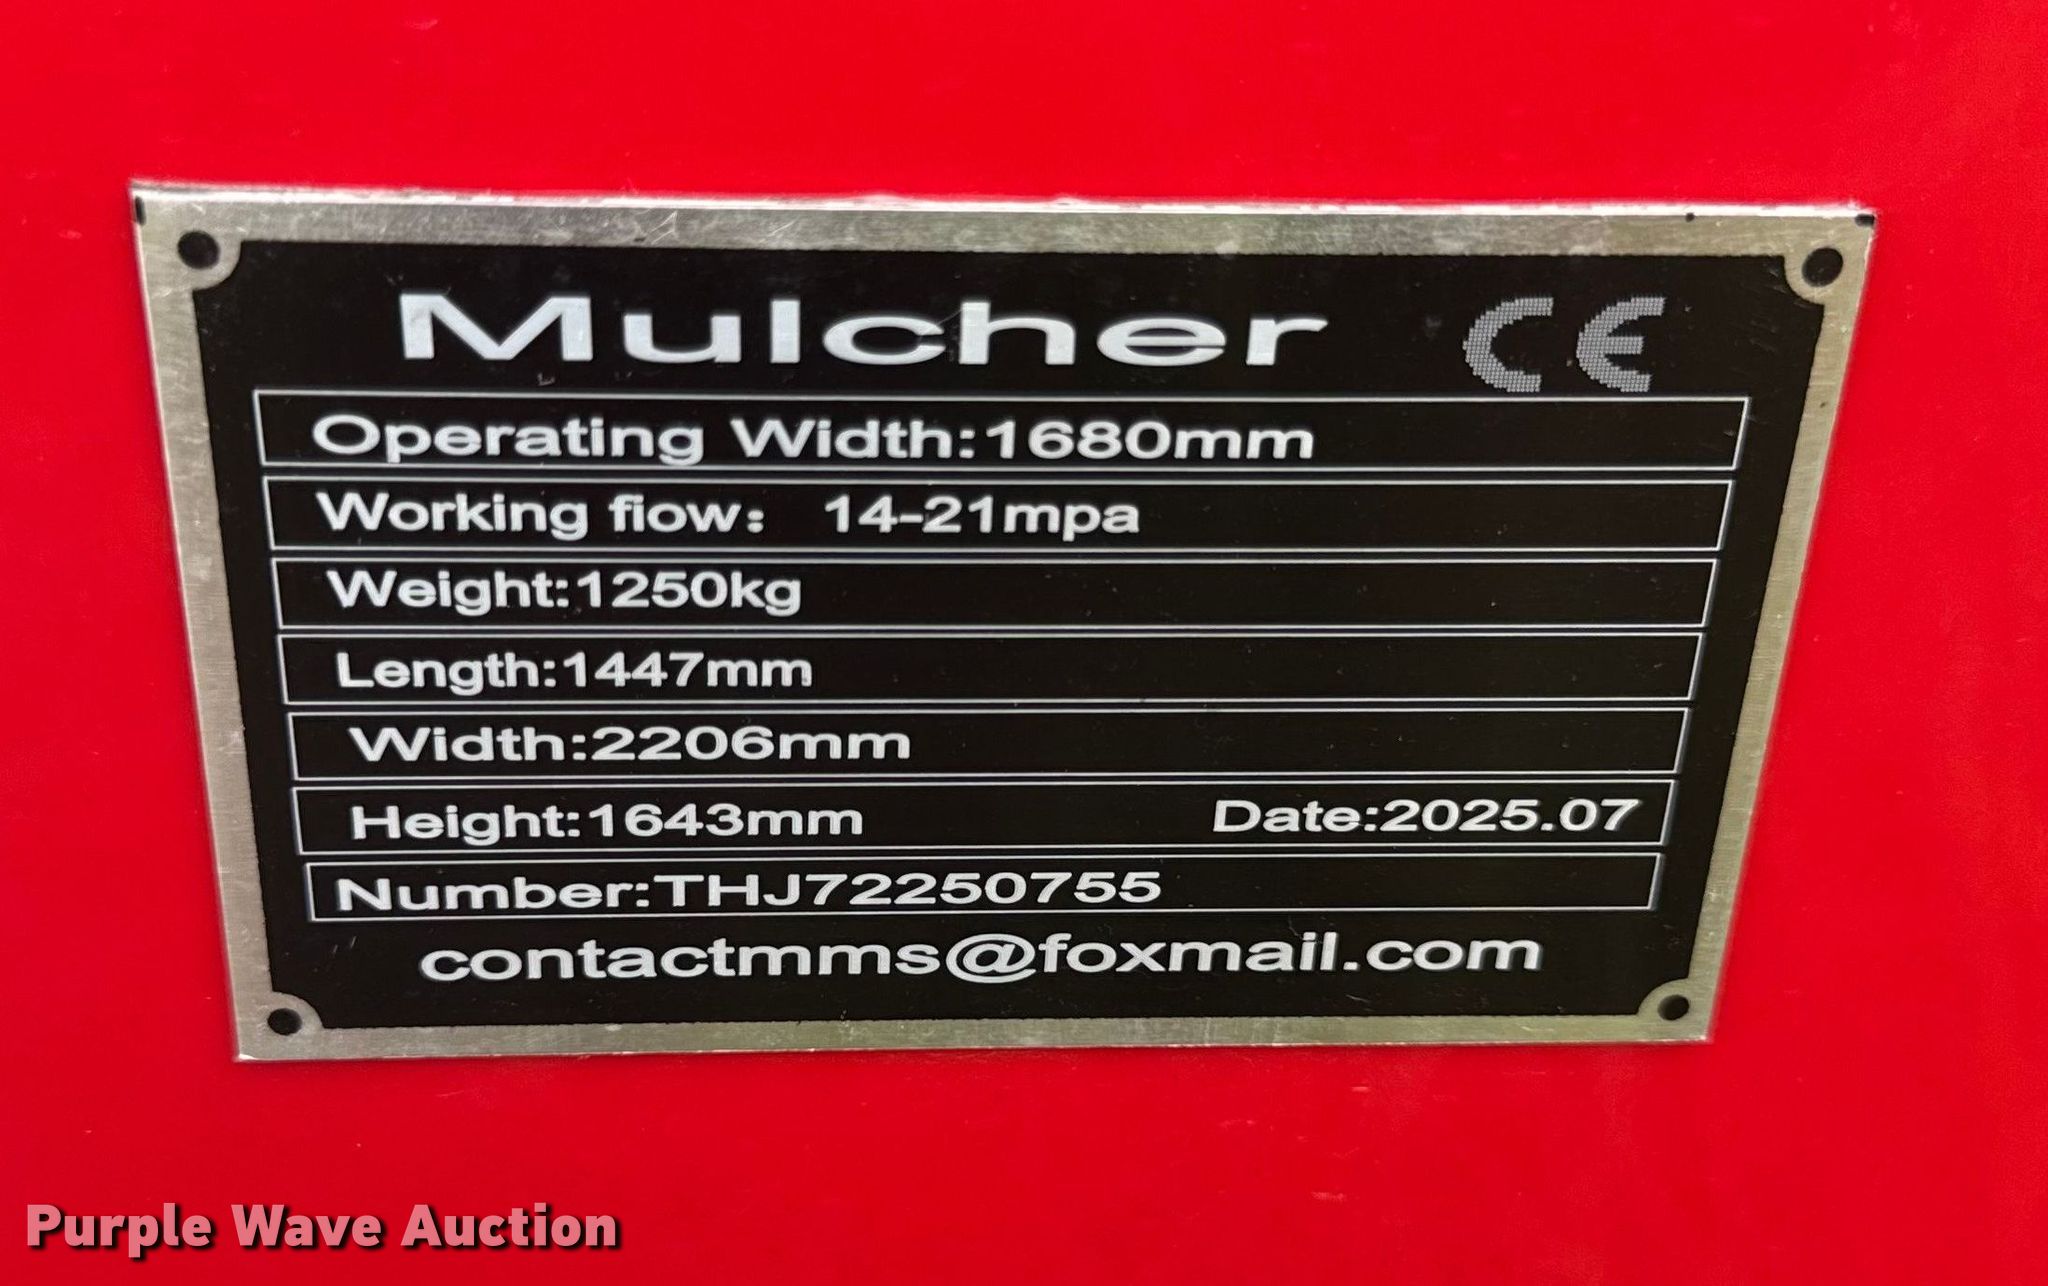 Mulcher CE
Operating Width:1680mm
Working fiow: 14-21mpa
Weight:1250kg
Length:1447mm
Width:2206mm
Height:1643mm Date:2025.07
Number:THJ72250755
contactmms@foxmail.com
Purple Wave Auction